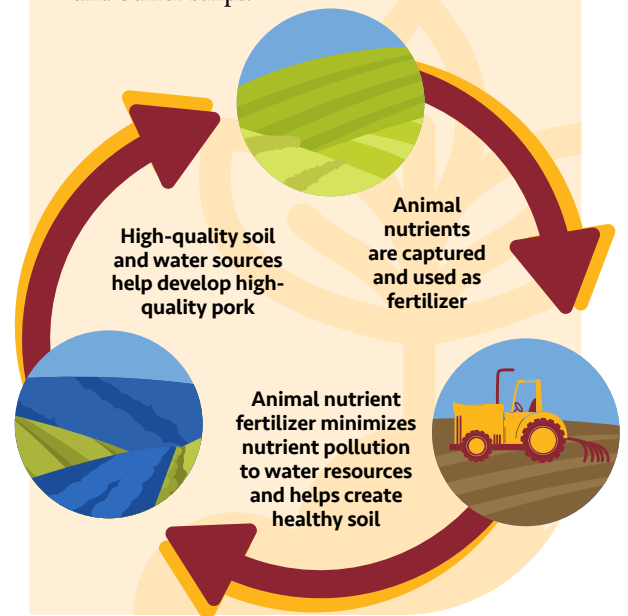 Animal
nutrients
are captured
and used as
fertilizer
High-quality soil
and water sources
help develop high-
quality pork
Animal nutrient
fertilizer minimizes
nutrient pollution
to water resources
and helps create
healthy soil